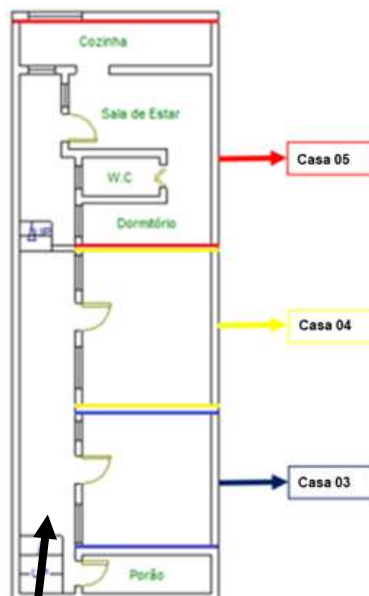 Cozinha
Sala de Estar
W.C
Casa 05
Dormitório
Casa 04
Casa 03
Porão